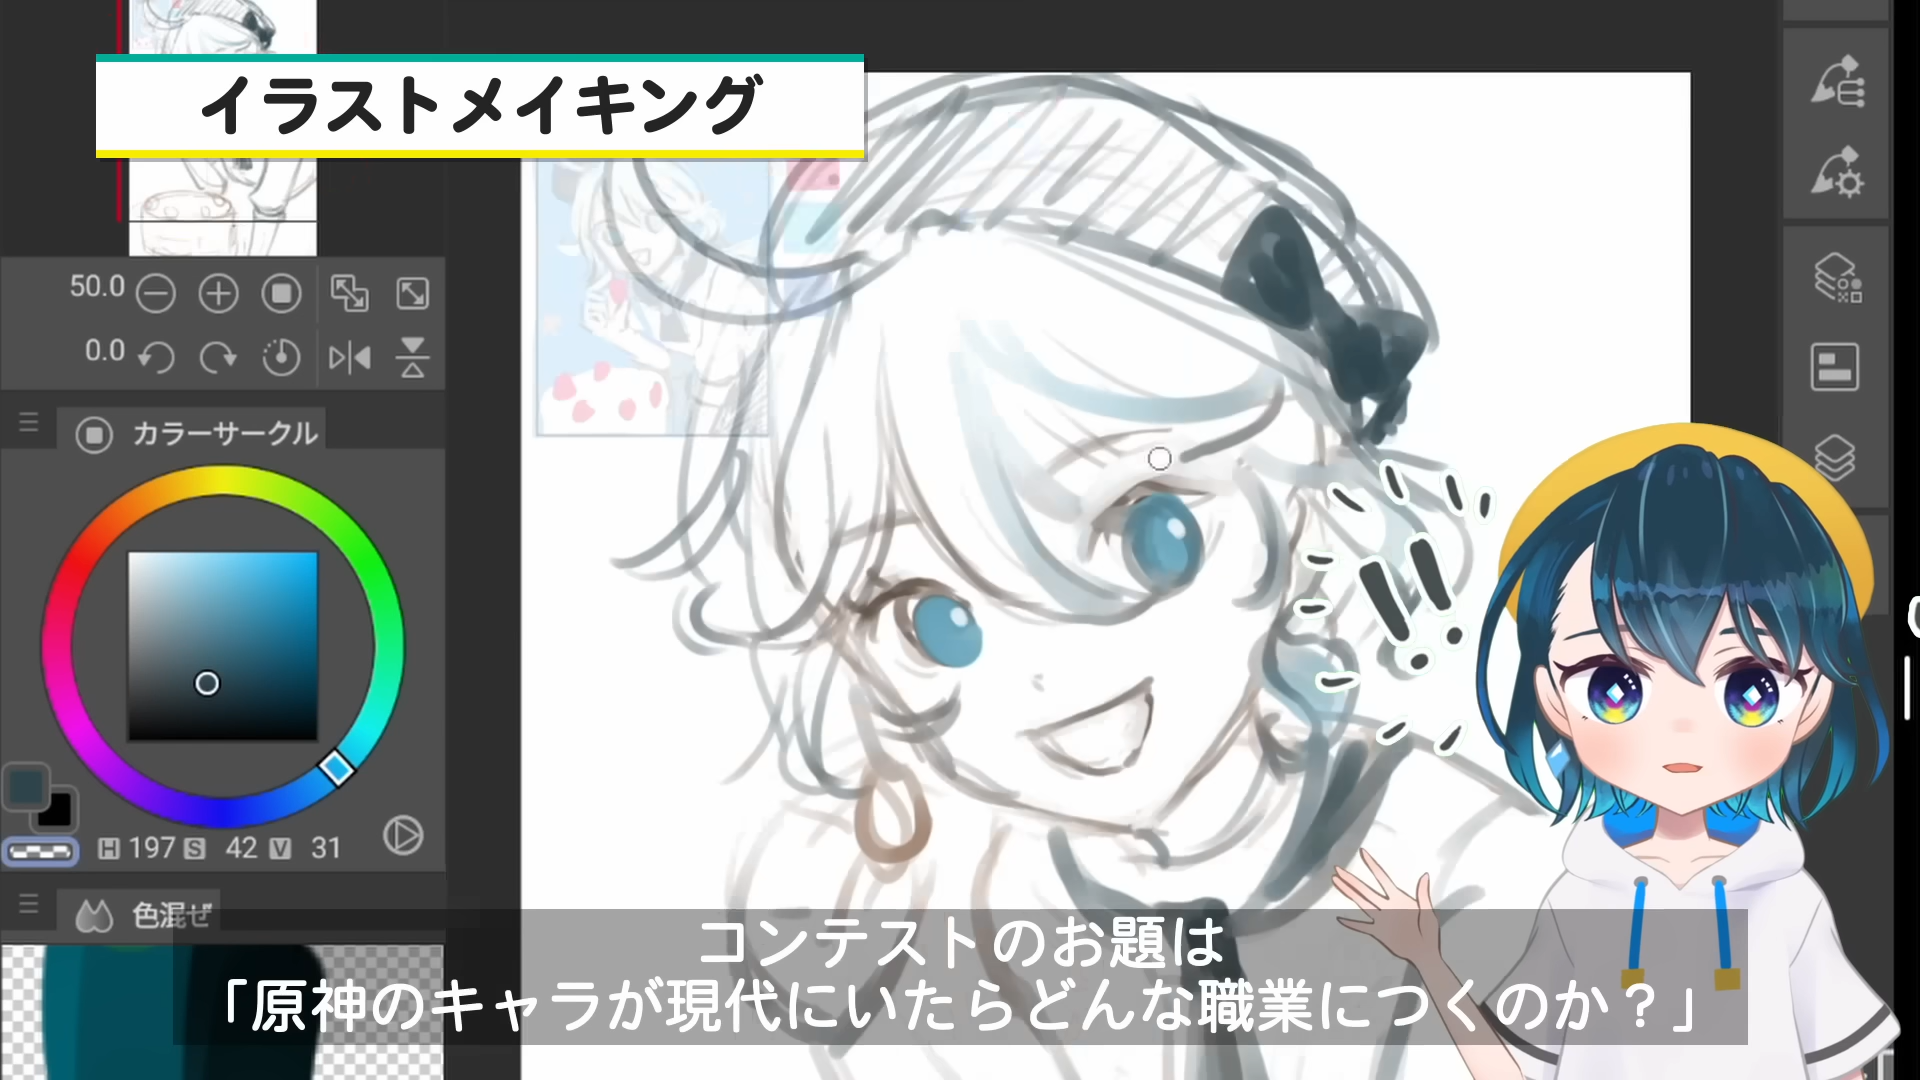 イラストメイキング
50.0
0.0
カラーサークル
H 197 S 42 V 31
色混ぜ
!!
コンテストのお題は
「原神のキャラが現代にいたらどんな職業につくのか？」